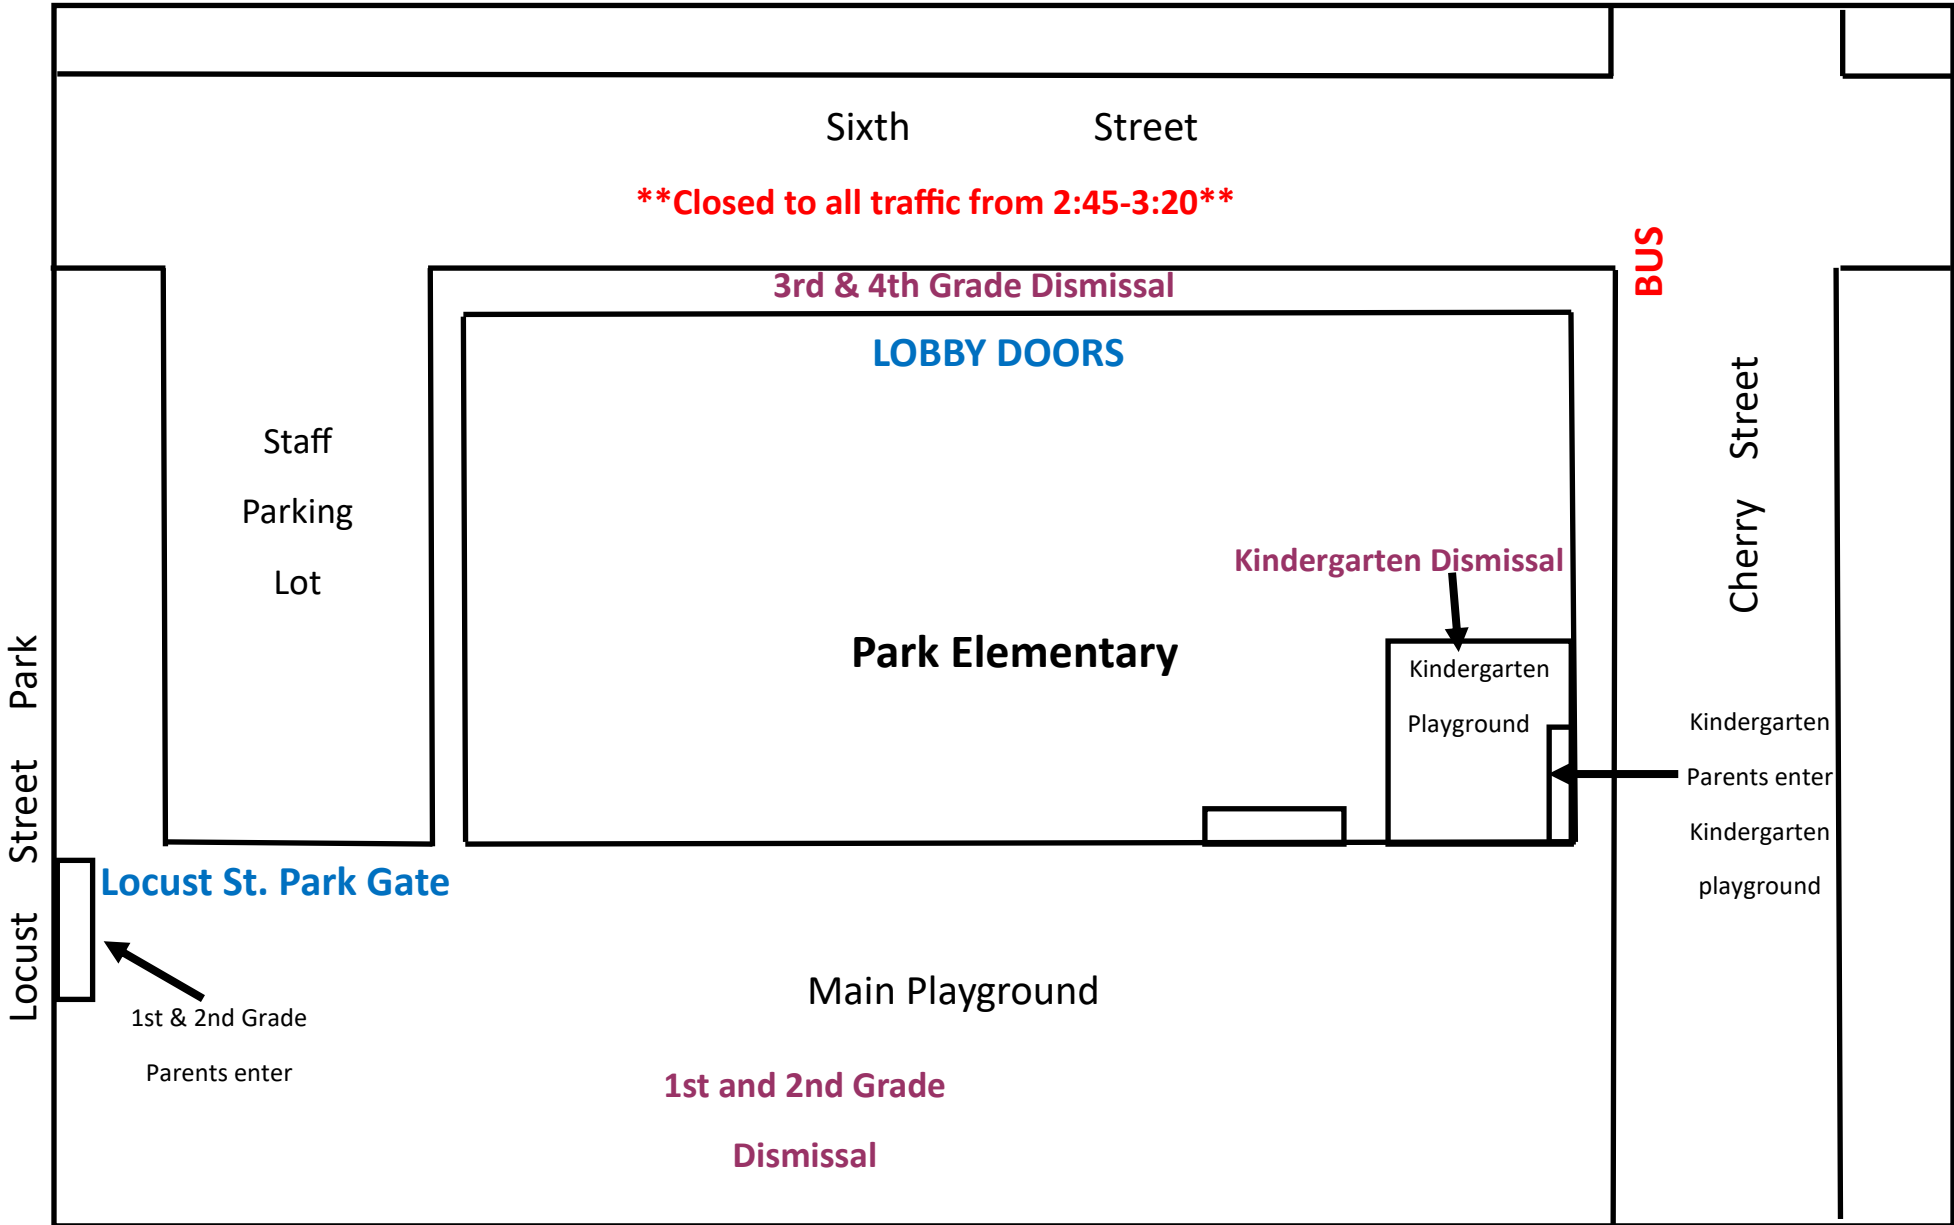 Sixth Street
**Closed to all traffic from 2:45-3:20**
BUS
3rd & 4th Grade Dismissal
LOBBY DOORS
Staff
Parking
Lot
Cherry Street
Kindergarten Dismissal
Park Elementary
Kindergarten
Playground
Kindergarten
Parents enter
Kindergarten
playground
Locust Street Park
Locust St. Park Gate
1st & 2nd Grade
Parents enter
Main Playground
1st and 2nd Grade
Dismissal